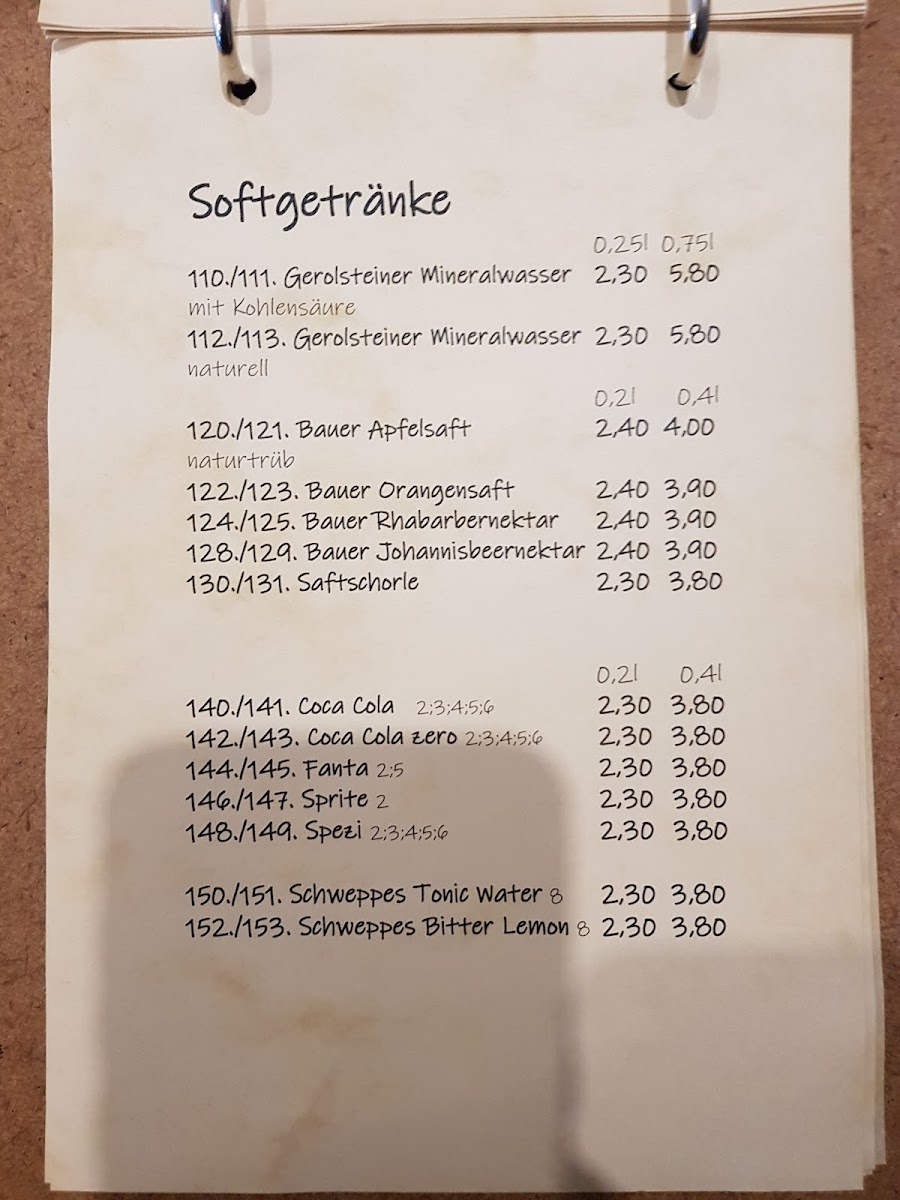 Softgetränke
0,25l 0,75l
110./111. Gerolsteiner Mineralwasser 2,30 5,80
mit Kohlensäure
112./113. Gerolsteiner Mineralwasser 2,30 5,80
naturell
0,2l 0,4l
120./121. Bauer Apfelsaft 2,40 4,00
naturtrüb
122./123. Bauer Orangensaft 2,40 3,90
124./125. Bauer Rhabarbernektar 2,40 3,90
128./129. Bauer Johannisbeernektar 2,40 3,90
130./131. Saftschorle 2,30 3,80
0,2l 0,4l
140./141. Coca Cola 2;3;4;5;6 2,30 3,80
142./143. Coca Cola zero 2;3;4;5;6 2,30 3,80
144./145. Fanta 2;5 2,30 3,80
146./147. Sprite 2 2,30 3,80
148./149. Spezi 2;3;4;5;6 2,30 3,80
150./151. Schweppes Tonic Water 8 2,30 3,80
152./153. Schweppes Bitter Lemon 8 2,30 3,80